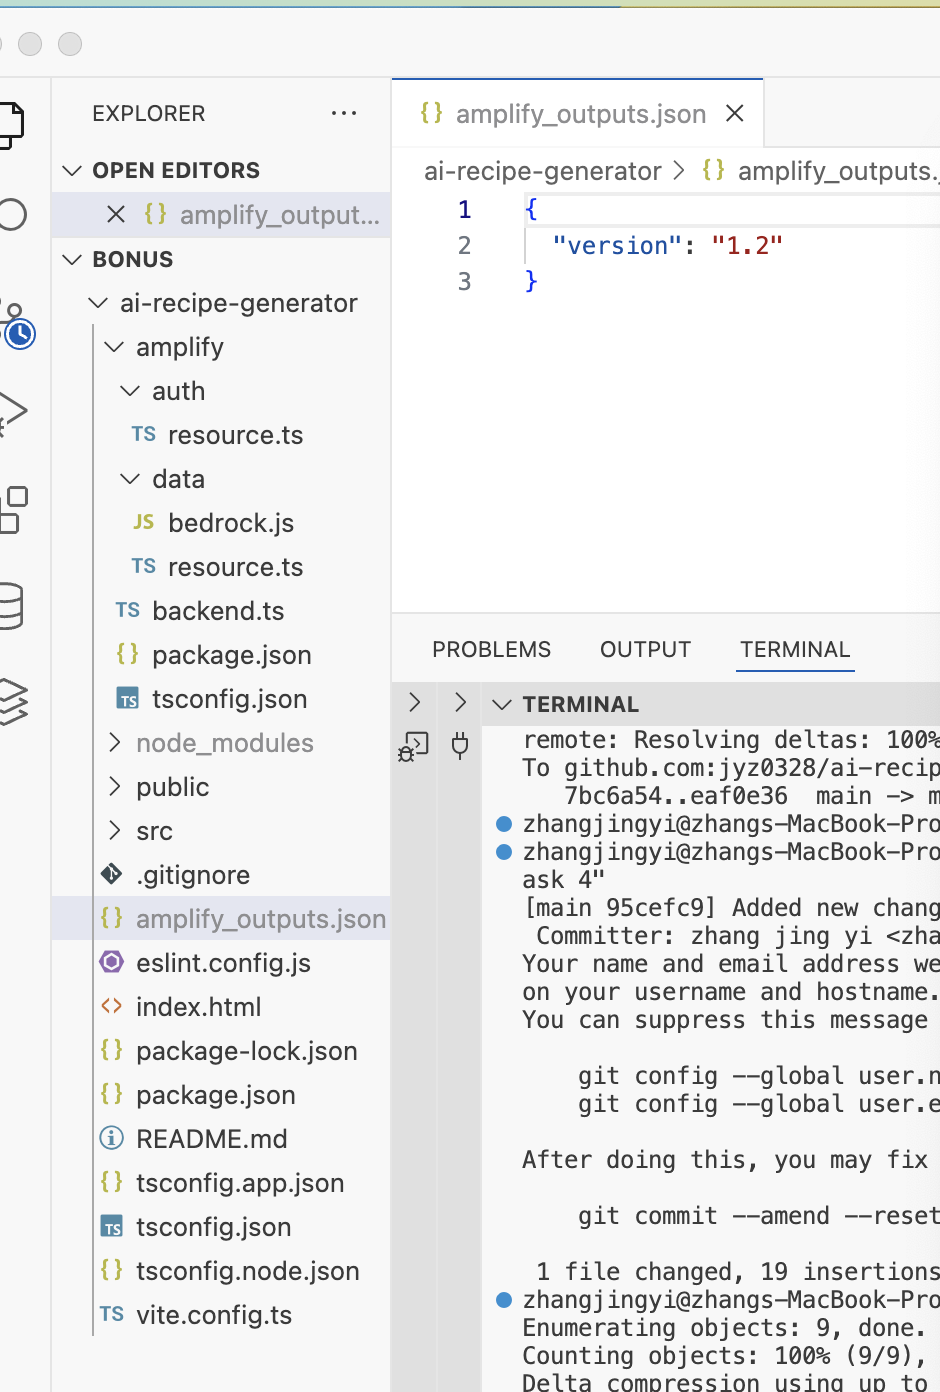 EXPLORER
OPEN EDITORS
{} amplify_output...
BONUS
ai-recipe-generator
amplify
auth
TS resource.ts
data
JS bedrock.js
TS resource.ts
TS backend.ts
{} package.json
TS tsconfig.json
node_modules
public
src
.gitignore
{} amplify_outputs.json
eslint.config.js
<> index.html
{} package-lock.json
{} package.json
README.md
{} tsconfig.app.json
TS tsconfig.json
{} tsconfig.node.json
TS vite.config.ts
{} amplify_outputs.json
ai-recipe-generator > {} amplify_outputs.
1 {
2 "version": "1.2"
3 }
PROBLEMS OUTPUT TERMINAL
TERMINAL
remote: Resolving deltas: 100%
To github.com:jyz0328/ai-recip
7bc6a54..eaf0e36 main -> m
zhangjingyi@zhangs-MacBook-Pro
zhangjingyi@zhangs-MacBook-Pro
ask 4"
[main 95cefc9] Added new chang
Committer: zhang jing yi <zha
Your name and email address we
on your username and hostname.
You can suppress this message
git config --global user.n
git config --global user.e
After doing this, you may fix
git commit --amend --reset
1 file changed, 19 insertions
zhangjingyi@zhangs-MacBook-Pro
Enumerating objects: 9, done.
Counting objects: 100% (9/9),
Delta compression using up to